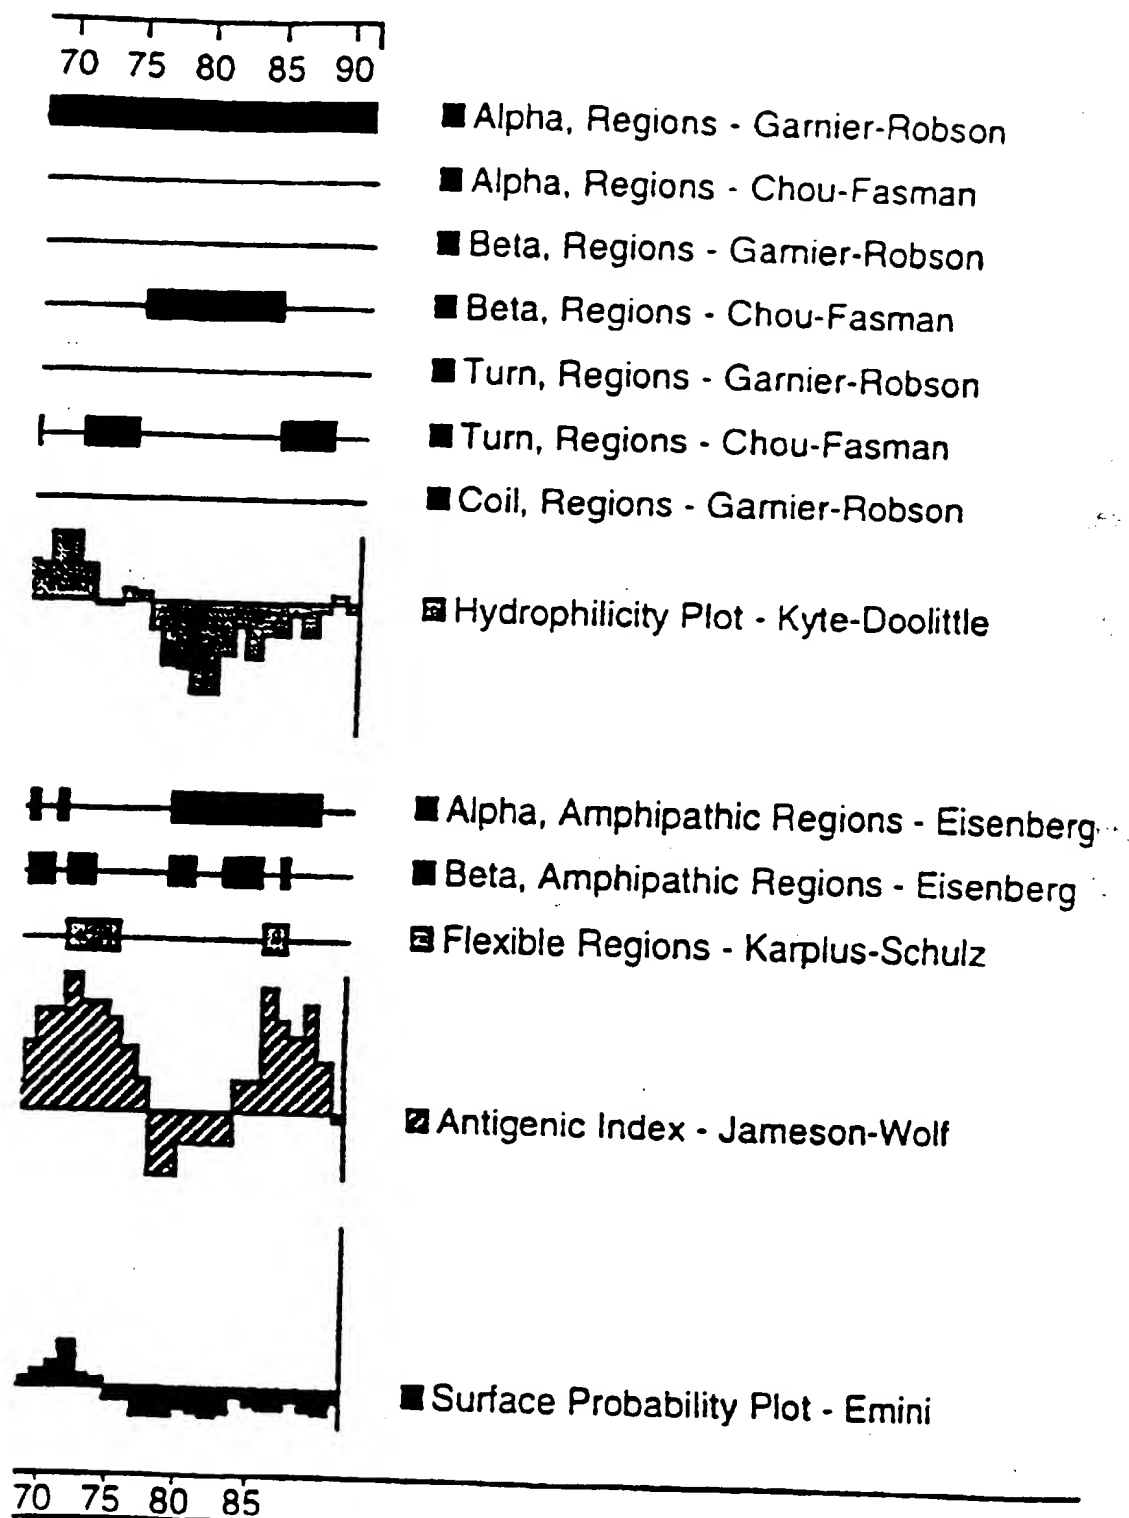 70 75 80 85 90
Alpha, Regions - Garnier-Robson
Alpha, Regions - Chou-Fasman
Beta, Regions - Garnier-Robson
Beta, Regions - Chou-Fasman
Turn, Regions - Garnier-Robson
Turn, Regions - Chou-Fasman
Coil, Regions - Garnier-Robson
Hydrophilicity Plot - Kyte-Doolittle
Alpha, Amphipathic Regions - Eisenberg
Beta, Amphipathic Regions - Eisenberg
Flexible Regions - Karplus-Schulz
Antigenic Index - Jameson-Wolf
Surface Probability Plot - Emini
70 75 80 85